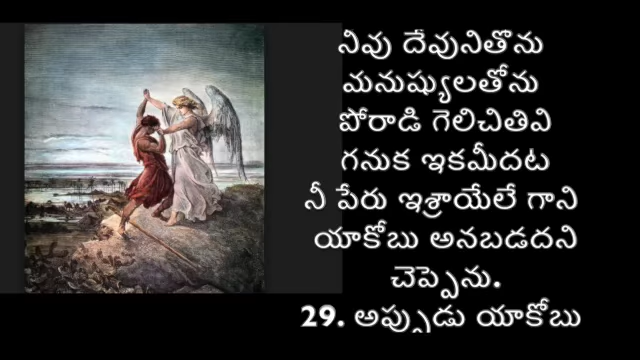 నీవు దేవునితొను
మనుష్యులతోను
పోరాడి గెలిచితివి
గనుక ఇకమీదట
నీ పేరు ఇశ్రాయేలే గాని
యాకోబు అనబడదని
చెప్పెను.
29. అప్పుడు యాకోబు